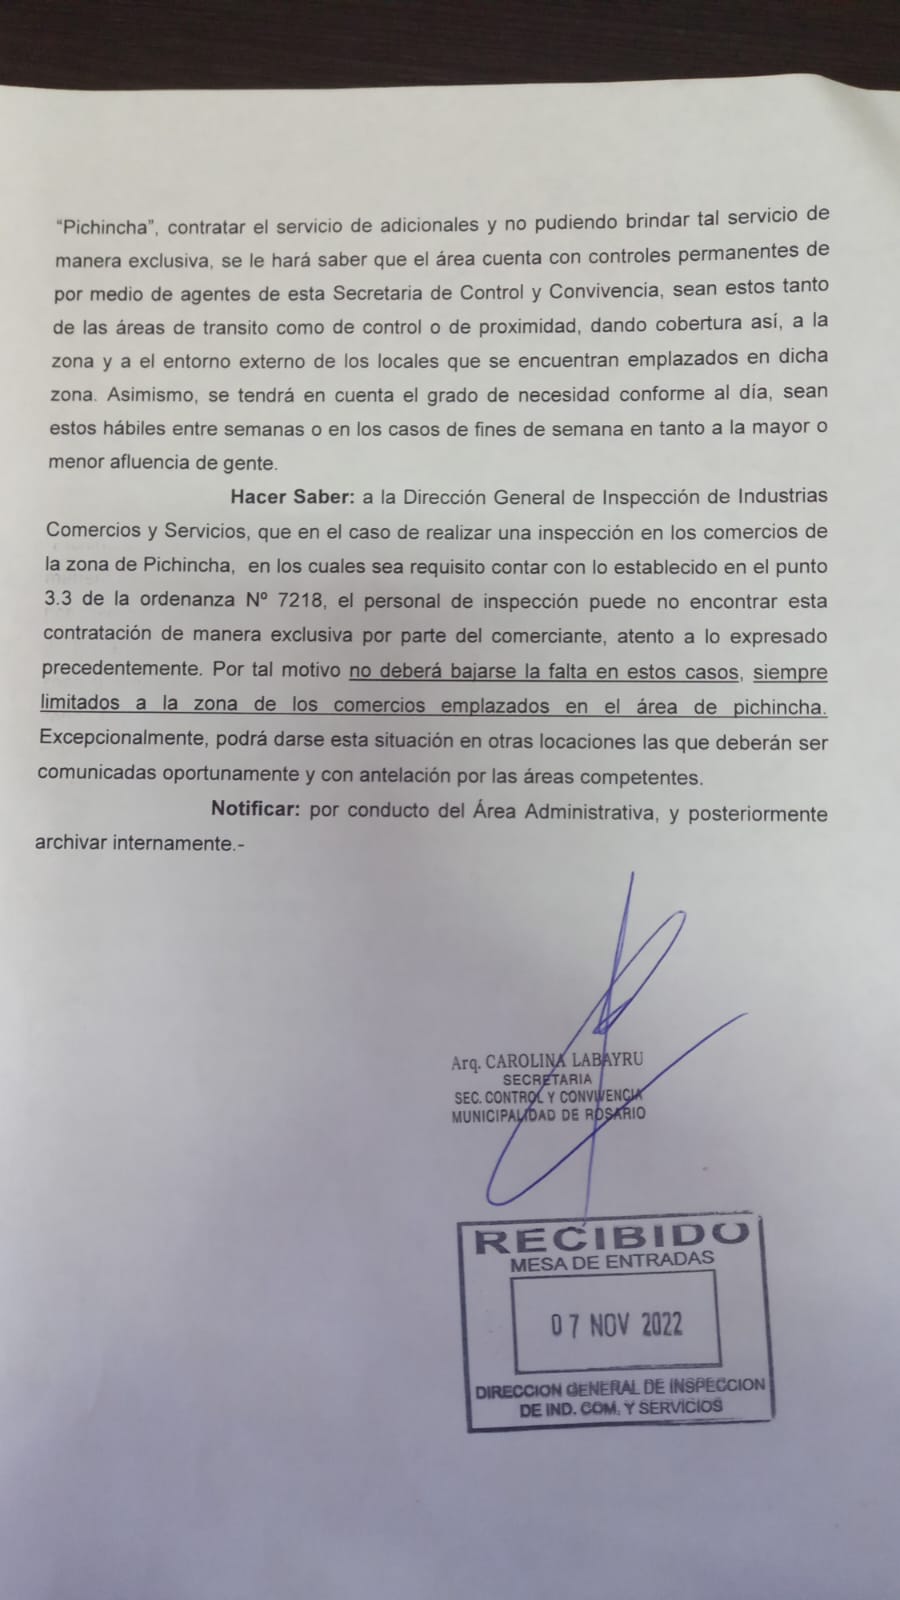 “Pichincha”, contratar el servicio de adicionales y no pudiendo brindar tal servicio de
manera exclusiva, se le hará saber que el área cuenta con controles permanentes de
por medio de agentes de esta Secretaria de Control y Convivencia, sean estos tanto
de las áreas de transito como de control o de proximidad, dando cobertura así, a la
zona y a el entorno externo de los locales que se encuentran emplazados en dicha
zona. Asimismo, se tendrá en cuenta el grado de necesidad conforme al día, sean
estos hábiles entre semanas o en los casos de fines de semana en tanto a la mayor o
menor afluencia de gente.
Hacer Saber: a la Dirección General de Inspección de Industrias
Comercios y Servicios, que en el caso de realizar una inspección en los comercios de
la zona de Pichincha, en los cuales sea requisito contar con lo establecido en el punto
3.3 de la ordenanza Nº 7218, el personal de inspección puede no encontrar esta
contratación de manera exclusiva por parte del comerciante, atento a lo expresado
precedentemente. Por tal motivo no deberá bajarse la falta en estos casos, siempre
limitados a la zona de los comercios emplazados en el área de pichincha.
Excepcionalmente, podrá darse esta situación en otras locaciones las que deberán ser
comunicadas oportunamente y con antelación por las áreas competentes.
Notificar: por conducto del Área Administrativa, y posteriormente
archivar internamente.-
Arq. CAROLINA LABAYRU
SECRETARIA
SEC. CONTROL Y CONVIVENCIA
MUNICIPALIDAD DE ROSARIO
RECIBIDO
MESA DE ENTRADAS
07 NOV 2022
DIRECCION GENERAL DE INSPECCION
DE IND. COM. Y SERVICIOS